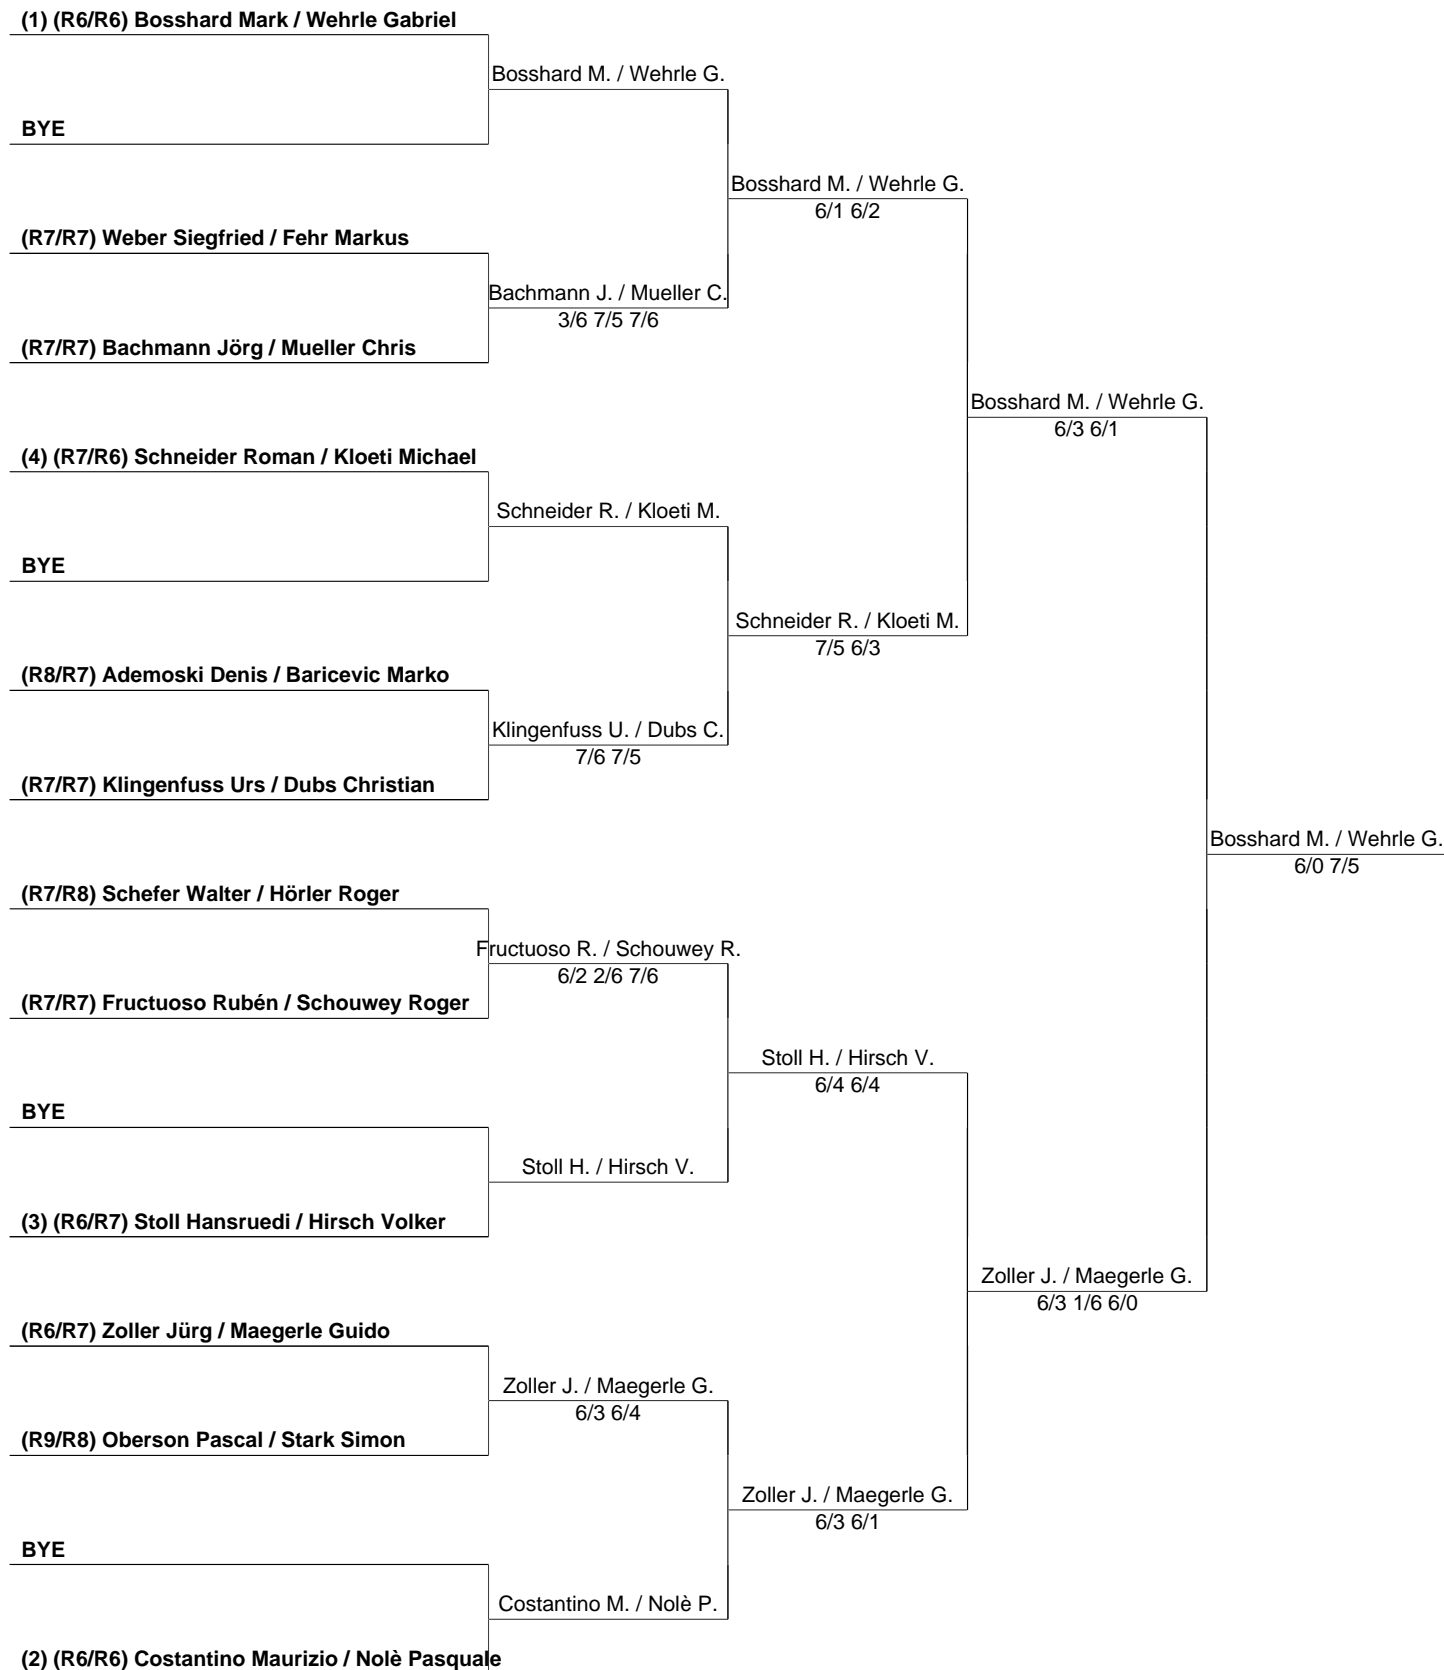 (1) (R6/R6) Bosshard Mark / Wehrle Gabriel
Bosshard M. / Wehrle G.
BYE
Bosshard M. / Wehrle G.
6/1 6/2
(R7/R7) Weber Siegfried / Fehr Markus
Bachmann J. / Mueller C.
3/6 7/5 7/6
(R7/R7) Bachmann Jörg / Mueller Chris
Bosshard M. / Wehrle G.
6/3 6/1
(4) (R7/R6) Schneider Roman / Kloeti Michael
Schneider R. / Kloeti M.
BYE
Schneider R. / Kloeti M.
7/5 6/3
(R8/R7) Ademoski Denis / Baricevic Marko
Klingenfuss U. / Dubs C.
7/6 7/5
(R7/R7) Klingenfuss Urs / Dubs Christian
Bosshard M. / Wehrle G.
6/0 7/5
(R7/R8) Schefer Walter / Hörler Roger
Fructuoso R. / Schouwey R.
6/2 2/6 7/6
(R7/R7) Fructuoso Rubén / Schouwey Roger
Stoll H. / Hirsch V.
6/4 6/4
BYE
Stoll H. / Hirsch V.
(3) (R6/R7) Stoll Hansruedi / Hirsch Volker
Zoller J. / Maegerle G.
6/3 1/6 6/0
(R6/R7) Zoller Jürg / Maegerle Guido
Zoller J. / Maegerle G.
6/3 6/4
(R9/R8) Oberson Pascal / Stark Simon
Zoller J. / Maegerle G.
6/3 6/1
BYE
Costantino M. / Nolè P.
(2) (R6/R6) Costantino Maurizio / Nolè Pasquale